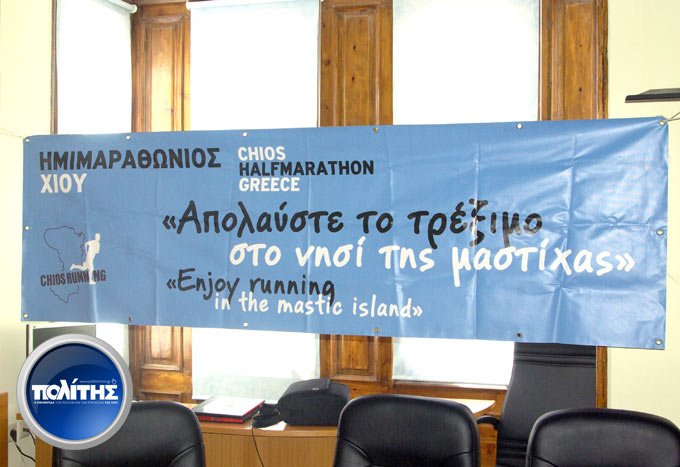 ΗΜΙΜΑΡΑΘΩΝΙΟΣ
ΧΙΟΥ
CHIOS
HALFMARATHON
GREECE
«Απολαύστε το τρέξιμο
στο νησί της μαστίχας»
«Enjoy running
in the mastic island»
CHIOS RUNNING
ΠΟΛΙΤΗΣ